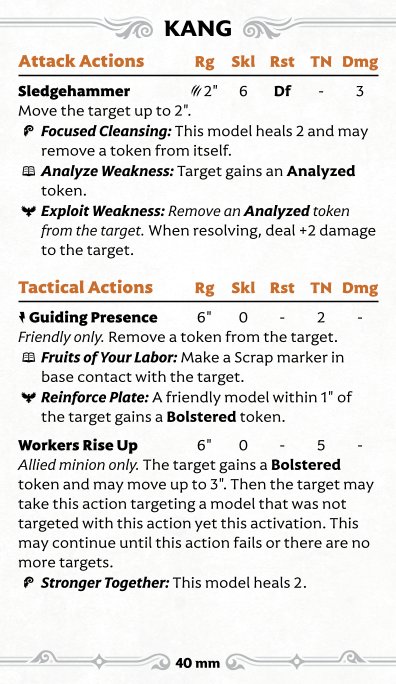 KANG
Attack Actions Rg Skl Rst TN Dmg
Sledgehammer 2" 6 Df - 3
Move the target up to 2".
Focused Cleansing: This model heals 2 and may
remove a token from itself.
Analyze Weakness: Target gains an Analyzed
token.
Exploit Weakness: Remove an Analyzed token
from the target. When resolving, deal +2 damage
to the target.
Tactical Actions Rg Skl Rst TN Dmg
Guiding Presence 6" 0 - 2 -
Friendly only. Remove a token from the target.
Fruits of Your Labor: Make a Scrap marker in
base contact with the target.
Reinforce Plate: A friendly model within 1" of
the target gains a Bolstered token.
Workers Rise Up 6" 0 - 5 -
Allied minion only. The target gains a Bolstered
token and may move up to 3". Then the target may
take this action targeting a model that was not
targeted with this action yet this activation. This
may continue until this action fails or there are no
more targets.
Stronger Together: This model heals 2.
40 mm